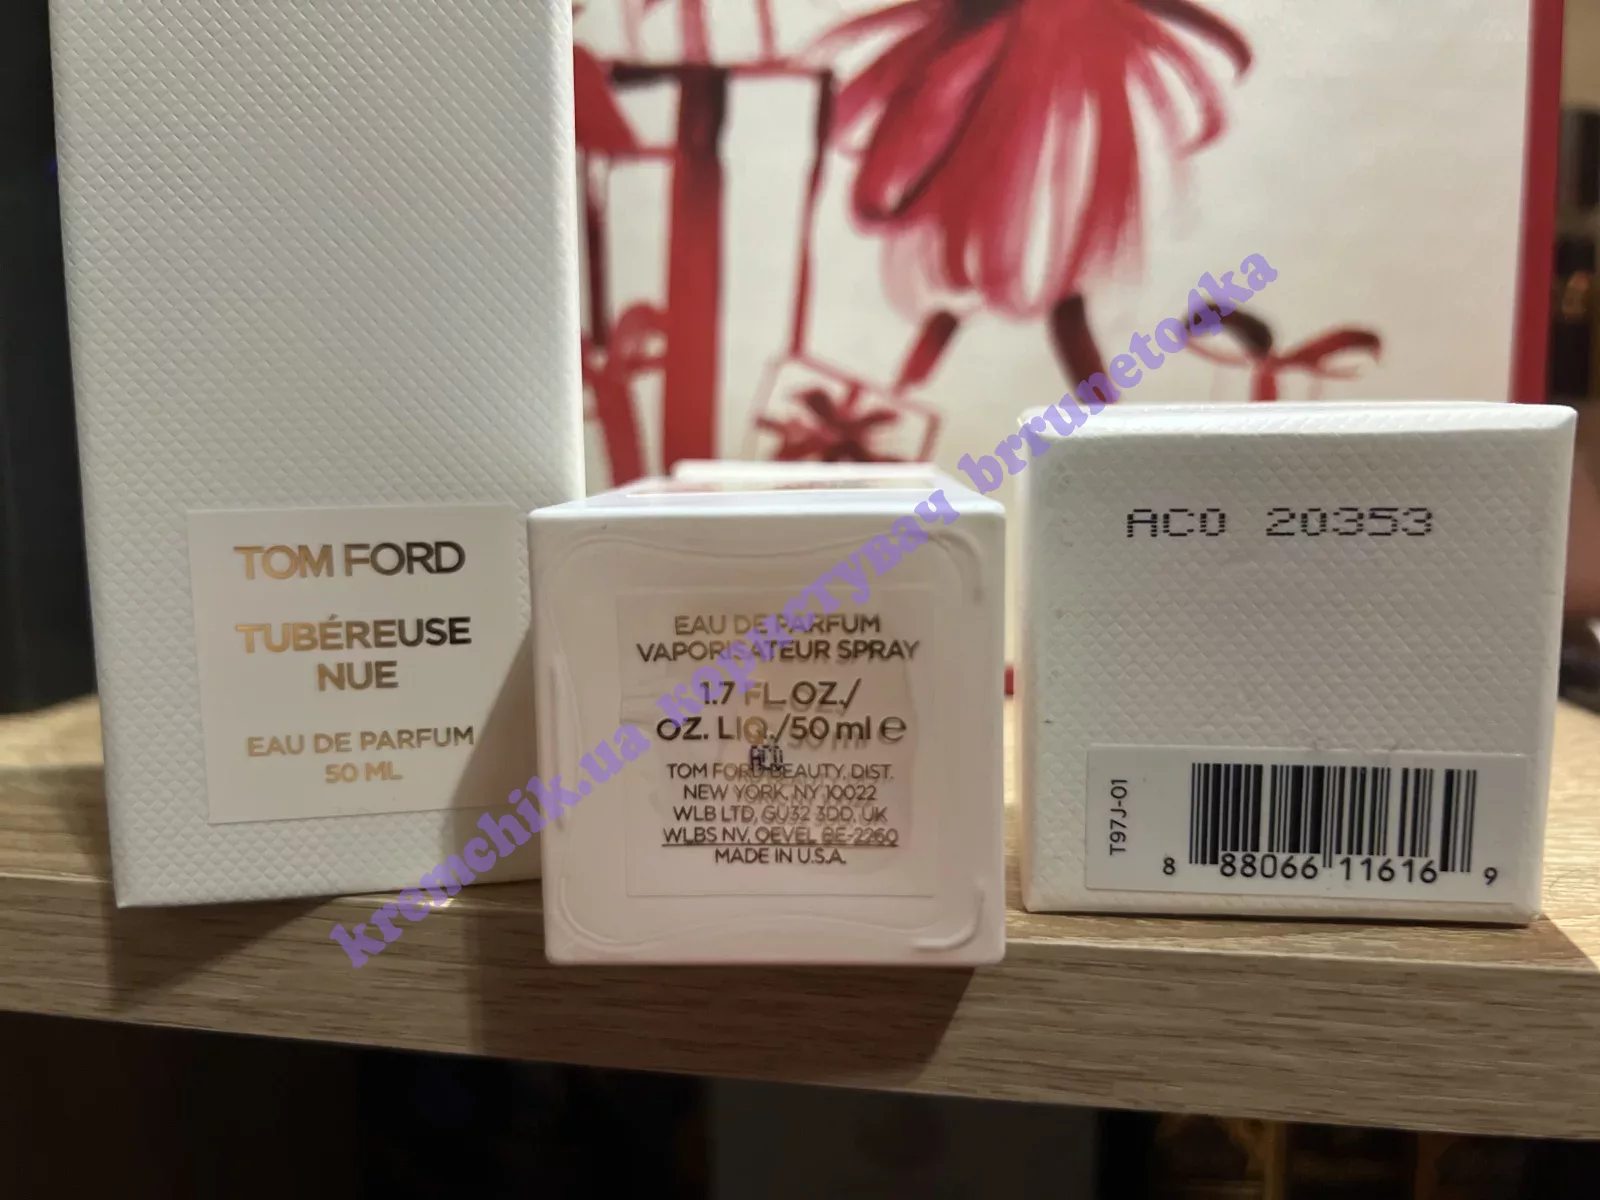 TOM FORD
TUBÉREUSE
NUE
EAU DE PARFUM
50 ML
EAU DE PARFUM
VAPORISATEUR SPRAY
1.7 FL.OZ./
OZ. LIQ./50 ml e
AC0
TOM FORD BEAUTY, DIST.
NEW YORK, NY 10022
WLB LTD, GU32 3DD, UK
WLBS NV, OEVEL BE-2260
MADE IN U.S.A.
AC0 20353
T97J-01
8 88066 11616 9
kremchik.ua користувач brruneto4ka